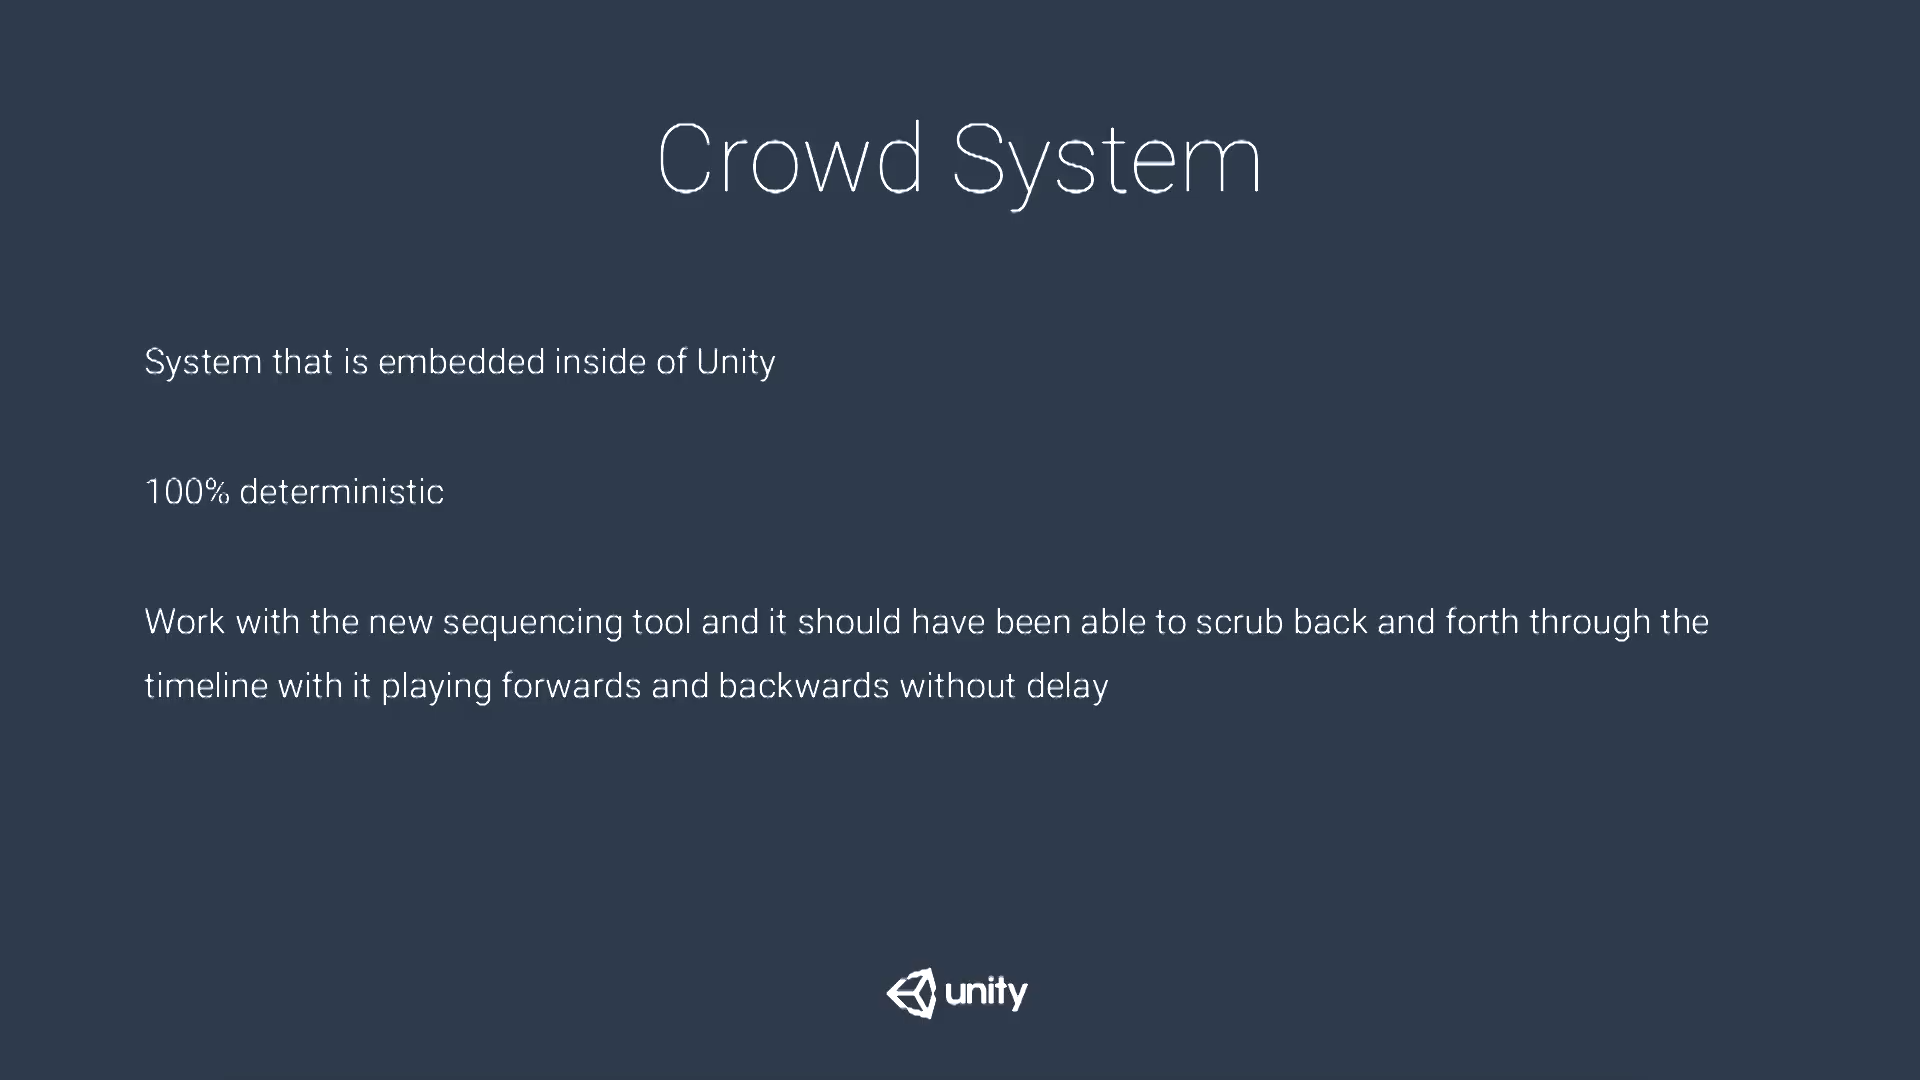 Crowd System
System that is embedded inside of Unity
100% deterministic
Work with the new sequencing tool and it should have been able to scrub back and forth through the
timeline with it playing forwards and backwards without delay
unity